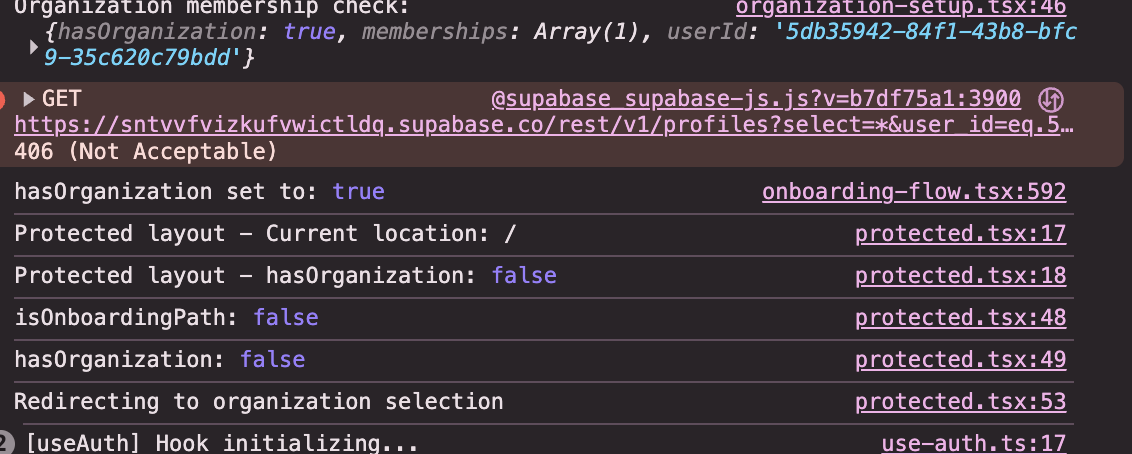 Organization membership check: organization-setup.tsx:46
{hasOrganization: true, memberships: Array(1), userId: '5db35942-84f1-43b8-bfc
9-35c620c79bdd'}
GET @supabase_supabase-js.js?v=b7df75a1:3900
https://sntvvfvizkufvwictldq.supabase.co/rest/v1/profiles?select=*&user_id=eq.5…
406 (Not Acceptable)
hasOrganization set to: true onboarding-flow.tsx:592
Protected layout - Current location: / protected.tsx:17
Protected layout - hasOrganization: false protected.tsx:18
isOnboardingPath: false protected.tsx:48
hasOrganization: false protected.tsx:49
Redirecting to organization selection protected.tsx:53
2 [useAuth] Hook initializing... use-auth.ts:17